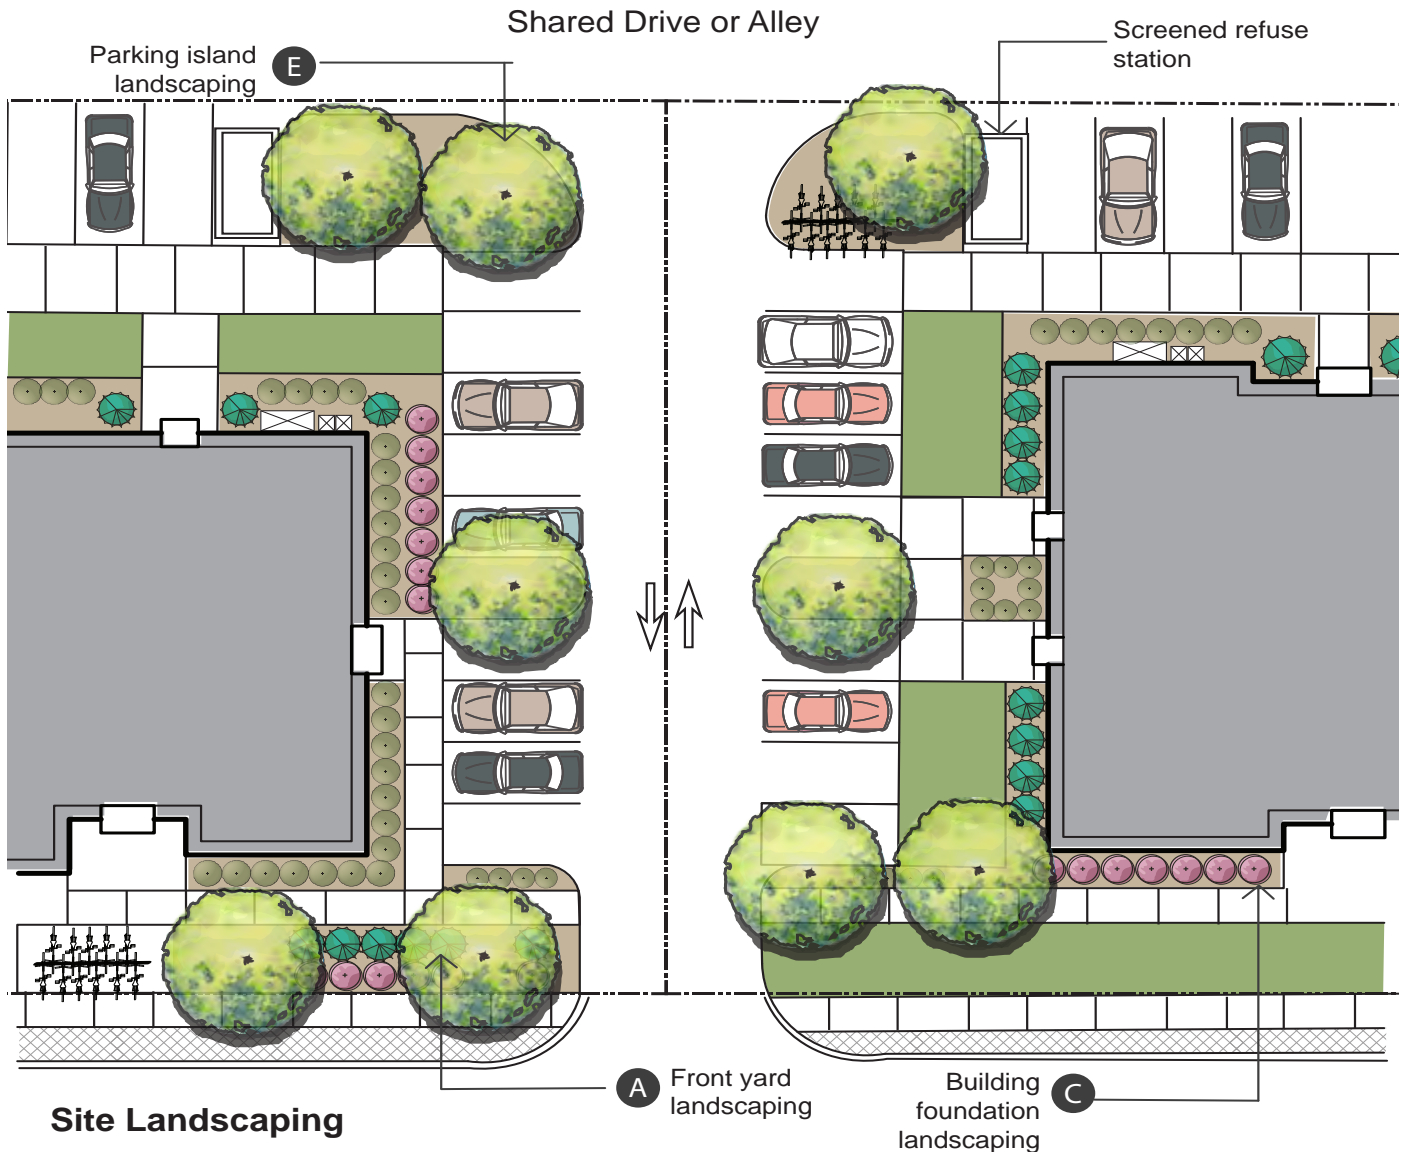 Shared Drive or Alley
Parking island
landscaping
E
Screened refuse
station
A
Front yard
landscaping
Building
foundation
landscaping
C
Site Landscaping